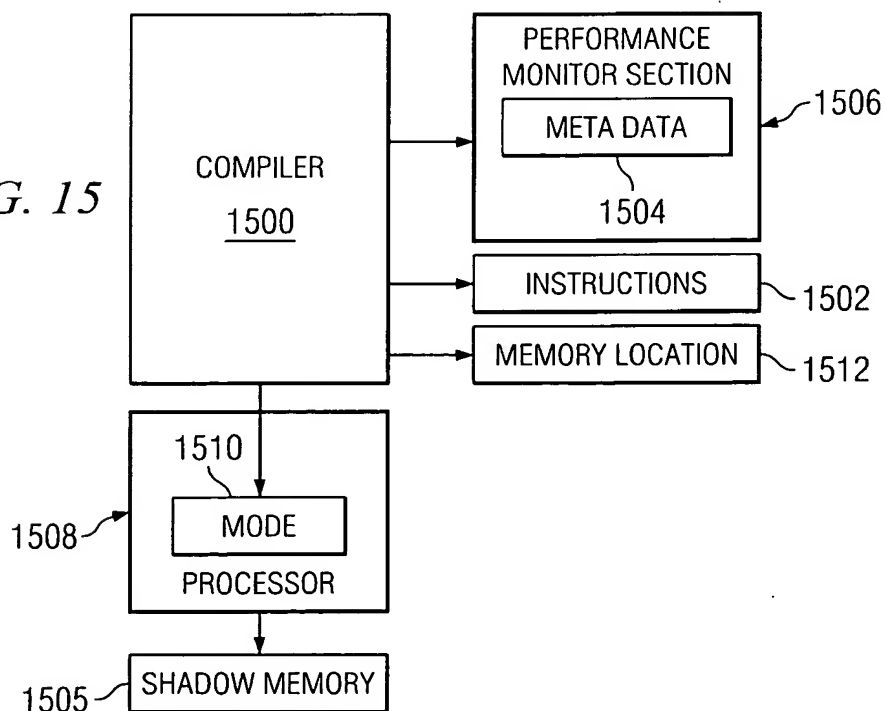 G. 15
COMPILER
1500
PERFORMANCE
MONITOR SECTION
META DATA
1504
1506
INSTRUCTIONS
1502
MEMORY LOCATION
1512
1510
MODE
PROCESSOR
1508
SHADOW MEMORY
1505